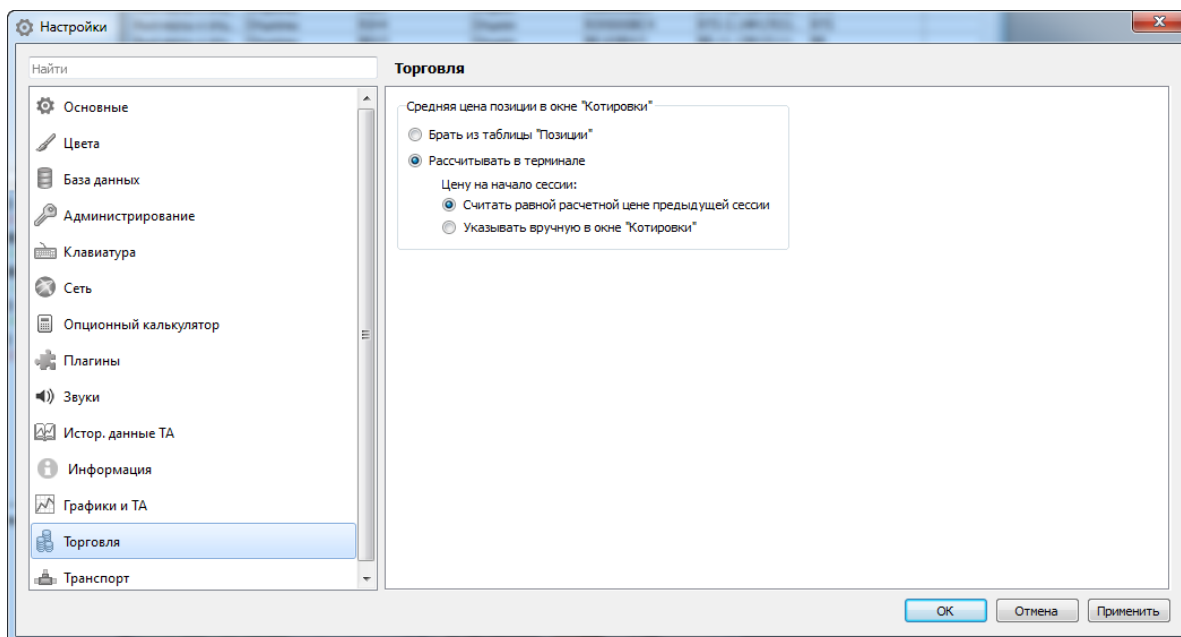 Настройки
Найти
Основные
Цвета
База данных
Администрирование
Клавиатура
Сеть
Опционный калькулятор
Плагины
Звуки
Истор. данные ТА
Информация
Графики и ТА
Торговля
Транспорт
Торговля
Средняя цена позиции в окне "Котировки"
Брать из таблицы "Позиции"
Рассчитывать в терминале
Цену на начало сессии:
Считать равной расчетной цене предыдущей сессии
Указывать вручную в окне "Котировки"
OK
Отмена
Применить